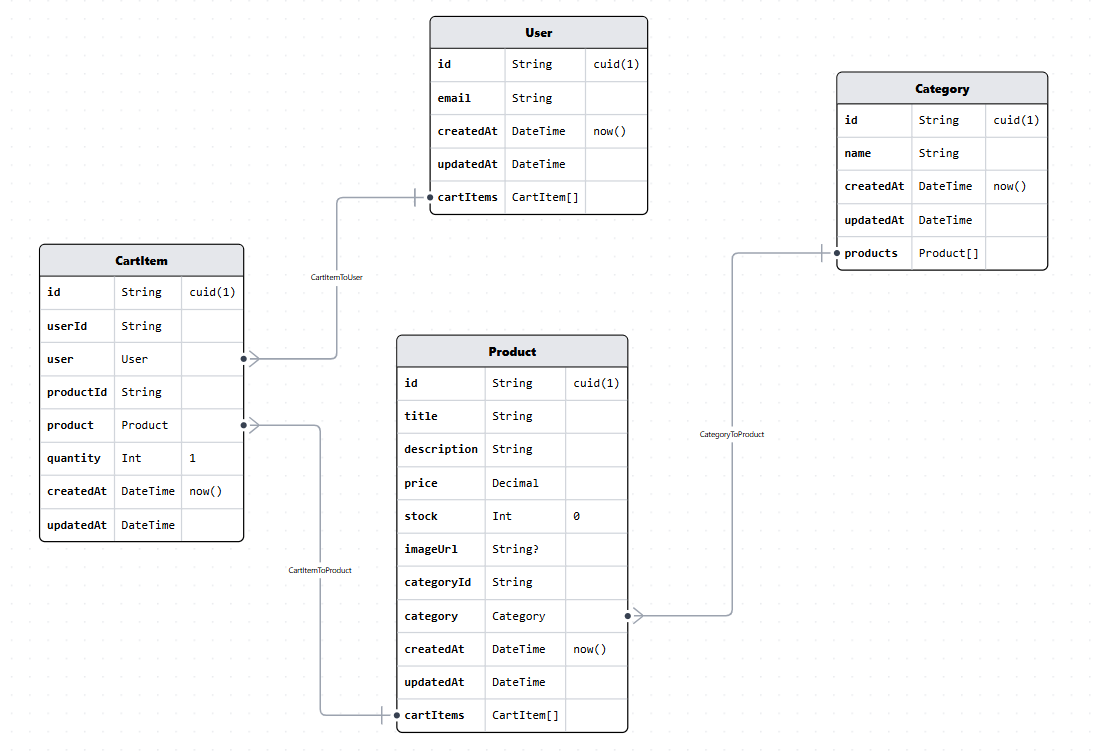 User
id String cuid(1)
email String
createdAt DateTime now()
updatedAt DateTime
cartItems CartItem[]
Category
id String cuid(1)
name String
createdAt DateTime now()
updatedAt DateTime
products Product[]
CartItem
id String cuid(1)
userId String
user User
productId String
product Product
quantity Int 1
createdAt DateTime now()
updatedAt DateTime
CartItemToUser
Product
id String cuid(1)
title String
description String
price Decimal
stock Int 0
imageUrl String?
categoryId String
category Category
createdAt DateTime now()
updatedAt DateTime
cartItems CartItem[]
CategoryToProduct
CartItemToProduct